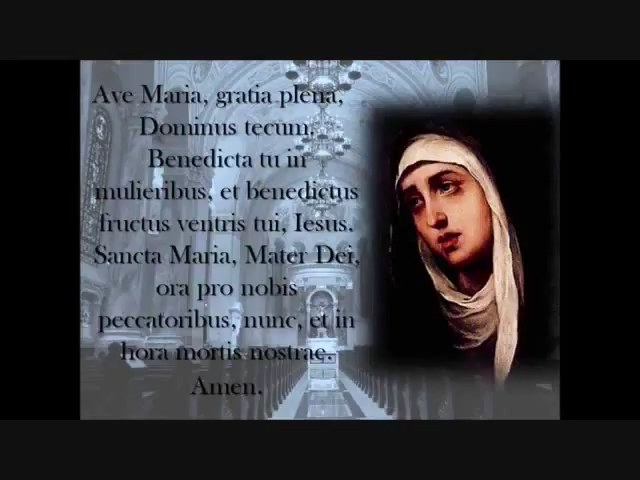 Ave Maria, gratia plena,
Dominus tecum.
Benedicta tu in
mulieribus, et benedictus
fructus ventris tui, Iesus.
Sancta Maria, Mater Dei,
ora pro nobis
peccatoribus, nunc, et in
hora mortis nostrae.
Amen.